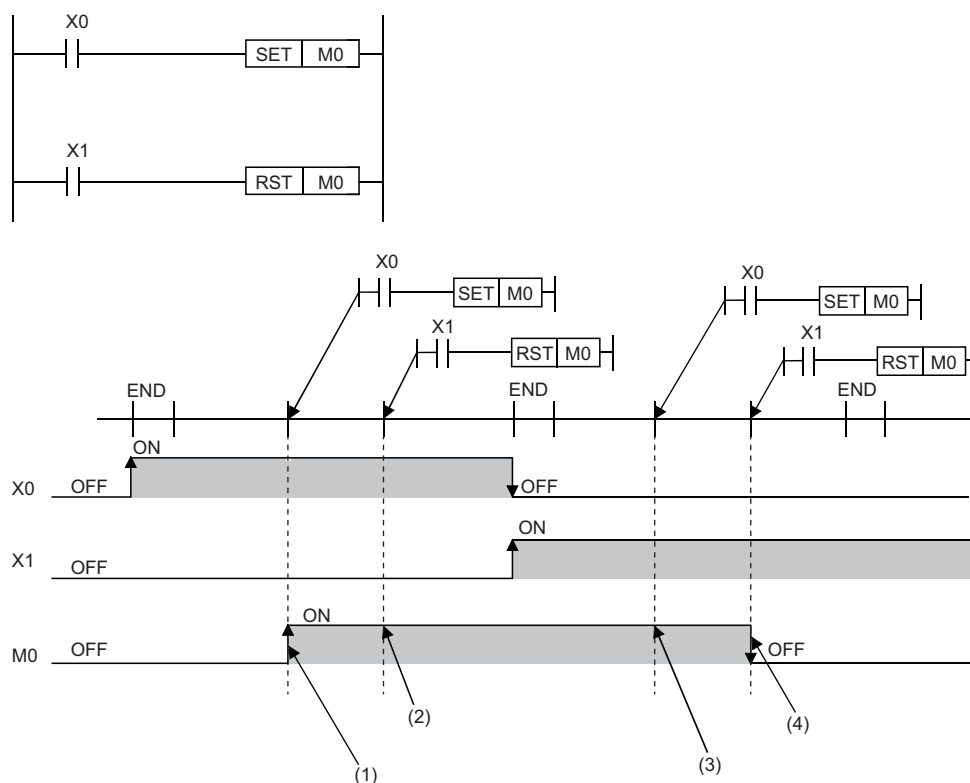 X0
SET M0
X1
RST M0
X0
SET M0
X0
SET M0
X1
RST M0
X1
RST M0
END
END
END
ON
X0 OFF
OFF
ON
X1 OFF
ON
M0 OFF
OFF
(1)
(2)
(3)
(4)